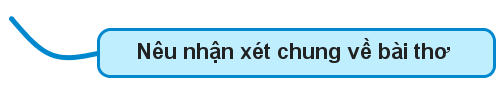 Nêu nhận xét chung về bài thơ